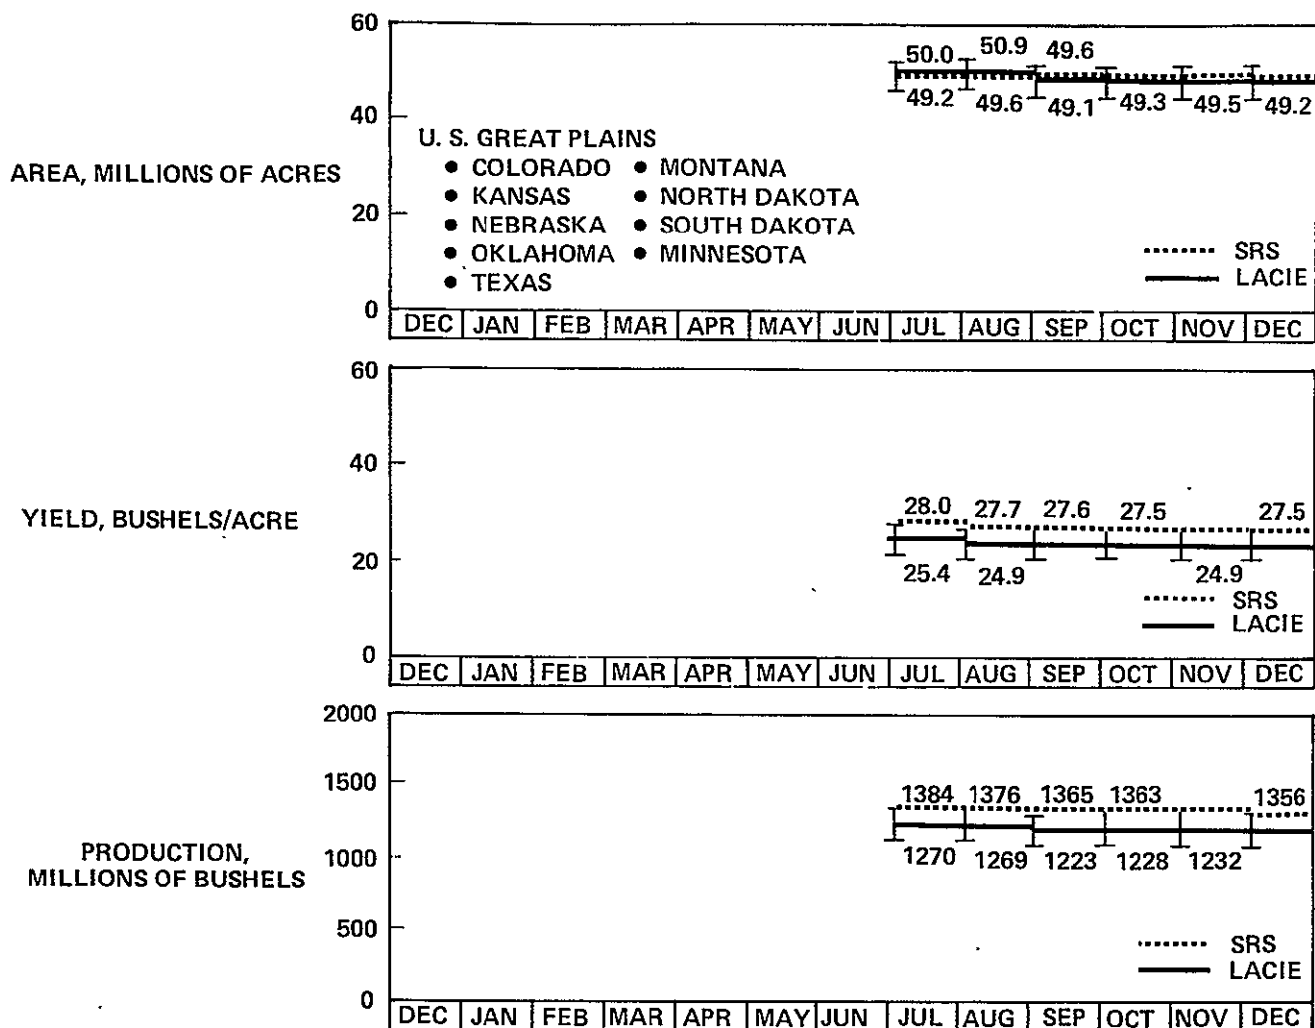 60
50.0 50.9 49.6
49.2 49.6 49.1 49.3 49.5 49.2
40
U. S. GREAT PLAINS
• COLORADO • MONTANA
• KANSAS • NORTH DAKOTA
• NEBRASKA • SOUTH DAKOTA
• OKLAHOMA • MINNESOTA
• TEXAS
AREA, MILLIONS OF ACRES
20
SRS
LACIE
0
DEC JAN FEB MAR APR MAY JUN JUL AUG SEP OCT NOV DEC
60
40
YIELD, BUSHELS/ACRE
28.0 27.7 27.6 27.5 27.5
20
25.4 24.9 24.9
SRS
LACIE
0
DEC JAN FEB MAR APR MAY JUN JUL AUG SEP OCT NOV DEC
2000
1500
1384 1376 1365 1363 1356
PRODUCTION,
MILLIONS OF BUSHELS
1000
1270 1269 1223 1228 1232
500
SRS
LACIE
0
DEC JAN FEB MAR APR MAY JUN JUL AUG SEP OCT NOV DEC